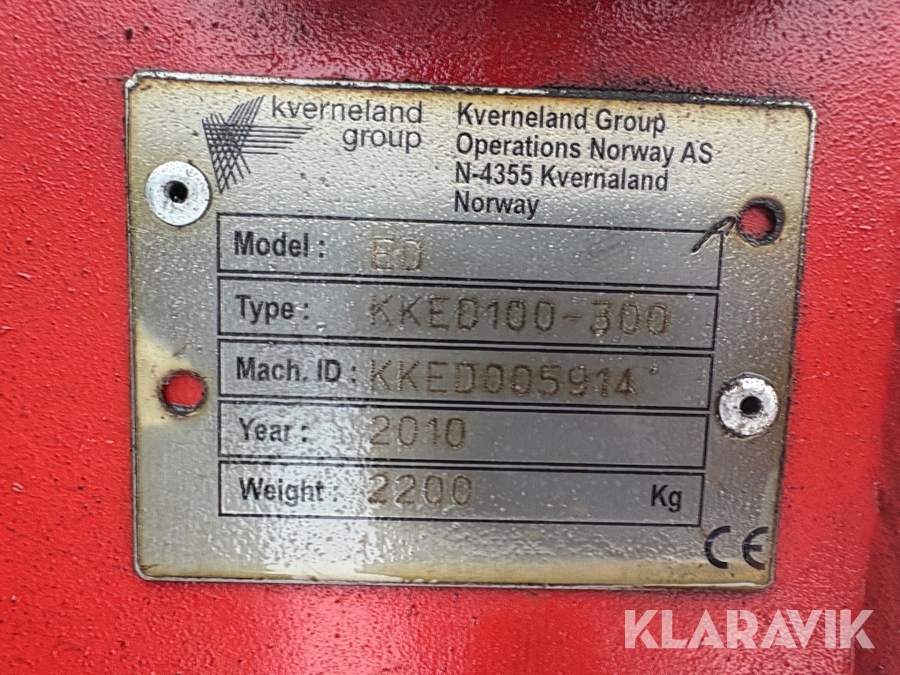 kverneland
group
Kverneland Group
Operations Norway AS
N-4355 Kvernaland
Norway
Model : ED
Type : KKED100-300
Mach. ID : KKED005914
Year : 2010
Weight : 2200 Kg
CE
KLARAVIK